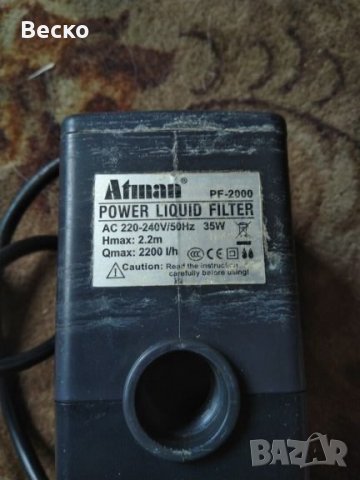 Веско
Atman®
PF-2000
POWER LIQUID FILTER
AC 220-240V/50Hz 35W
Hmax: 2.2m
Qmax: 2200 l/h
Caution: Read the instruction
carefully before using!
BAZAR